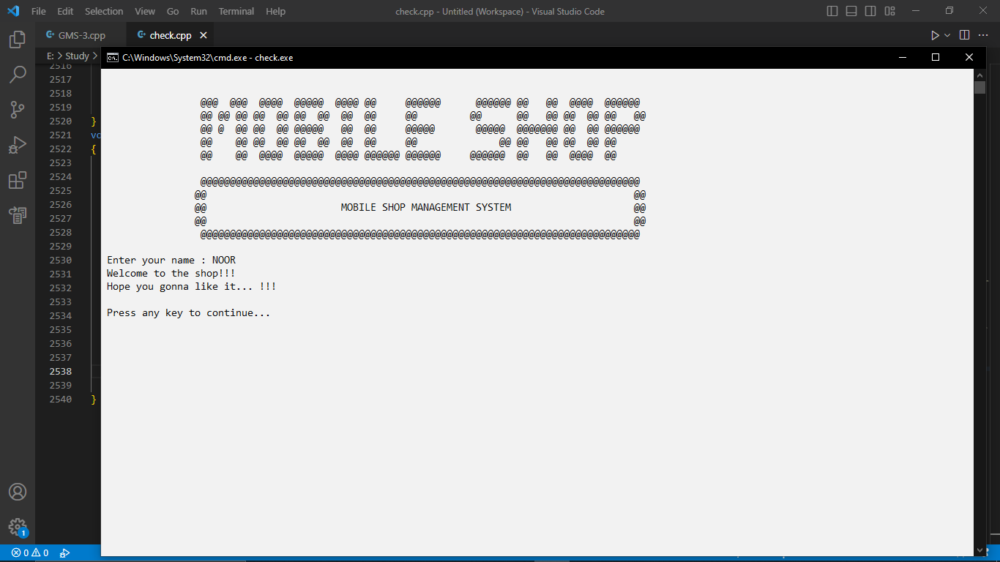 File Edit Selection View Go Run Terminal Help check.cpp - Untitled (Workspace) - Visual Studio Code
GMS-3.cpp check.cpp
E: > Study >
C:\Windows\System32\cmd.exe - check.exe
2516
2517
2518
2519
2520 }
2521 vo
2522 {
2523
2524
2525
2526
2527
2528
2529
2530
2531
2532
2533
2534
2535
2536
2537
2538
2539
2540 }
MOBILE SHOP
MOBILE SHOP MANAGEMENT SYSTEM
Enter your name : NOOR
Welcome to the shop!!!
Hope you gonna like it... !!!
Press any key to continue...
1
0 0